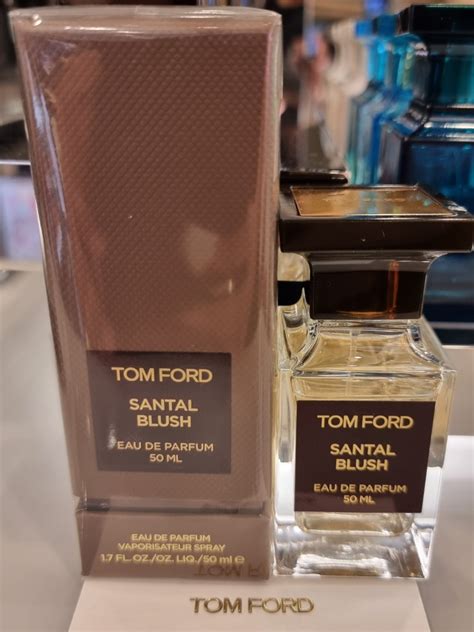 TOM FORD
SANTAL
BLUSH
EAU DE PARFUM
50 ML
EAU DE PARFUM
VAPORISATEUR SPRAY
1.7 FL. OZ./OZ. LIQ./50 ml e
TOM FORD
SANTAL
BLUSH
EAU DE PARFUM
50 ML
TOM FORD